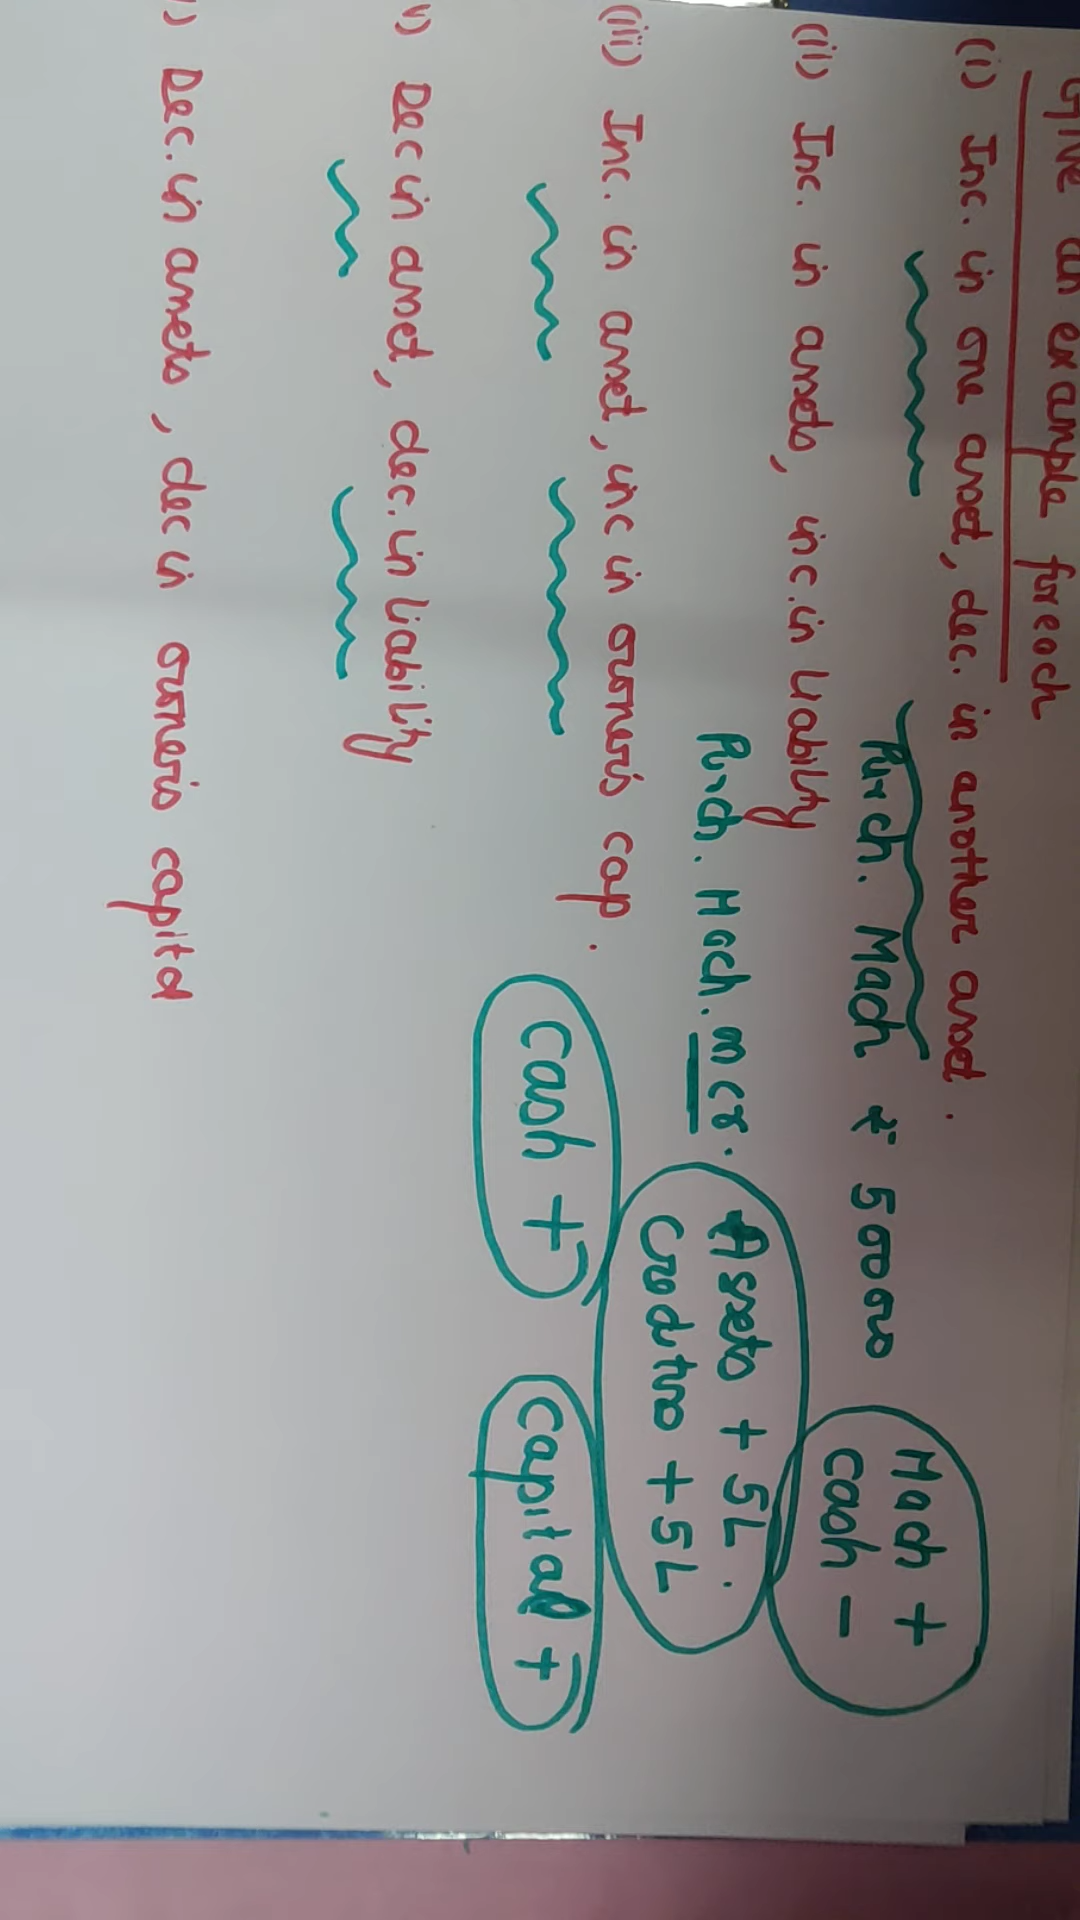 Give an example for each
(i) Inc. in one asset, dec. in another asset.
Purch. Mach ₹ 50000
Mach +
cash -
(ii) Inc. in assets, inc. in liability
Purch. Mach. on cr.
Assets + 5L.
Creditors + 5L
(iii) Inc. in asset, inc in owner's cap.
Cash +
Capital +
v) Dec in asset, dec. in liability
) Dec. in assets, dec in owner's capital